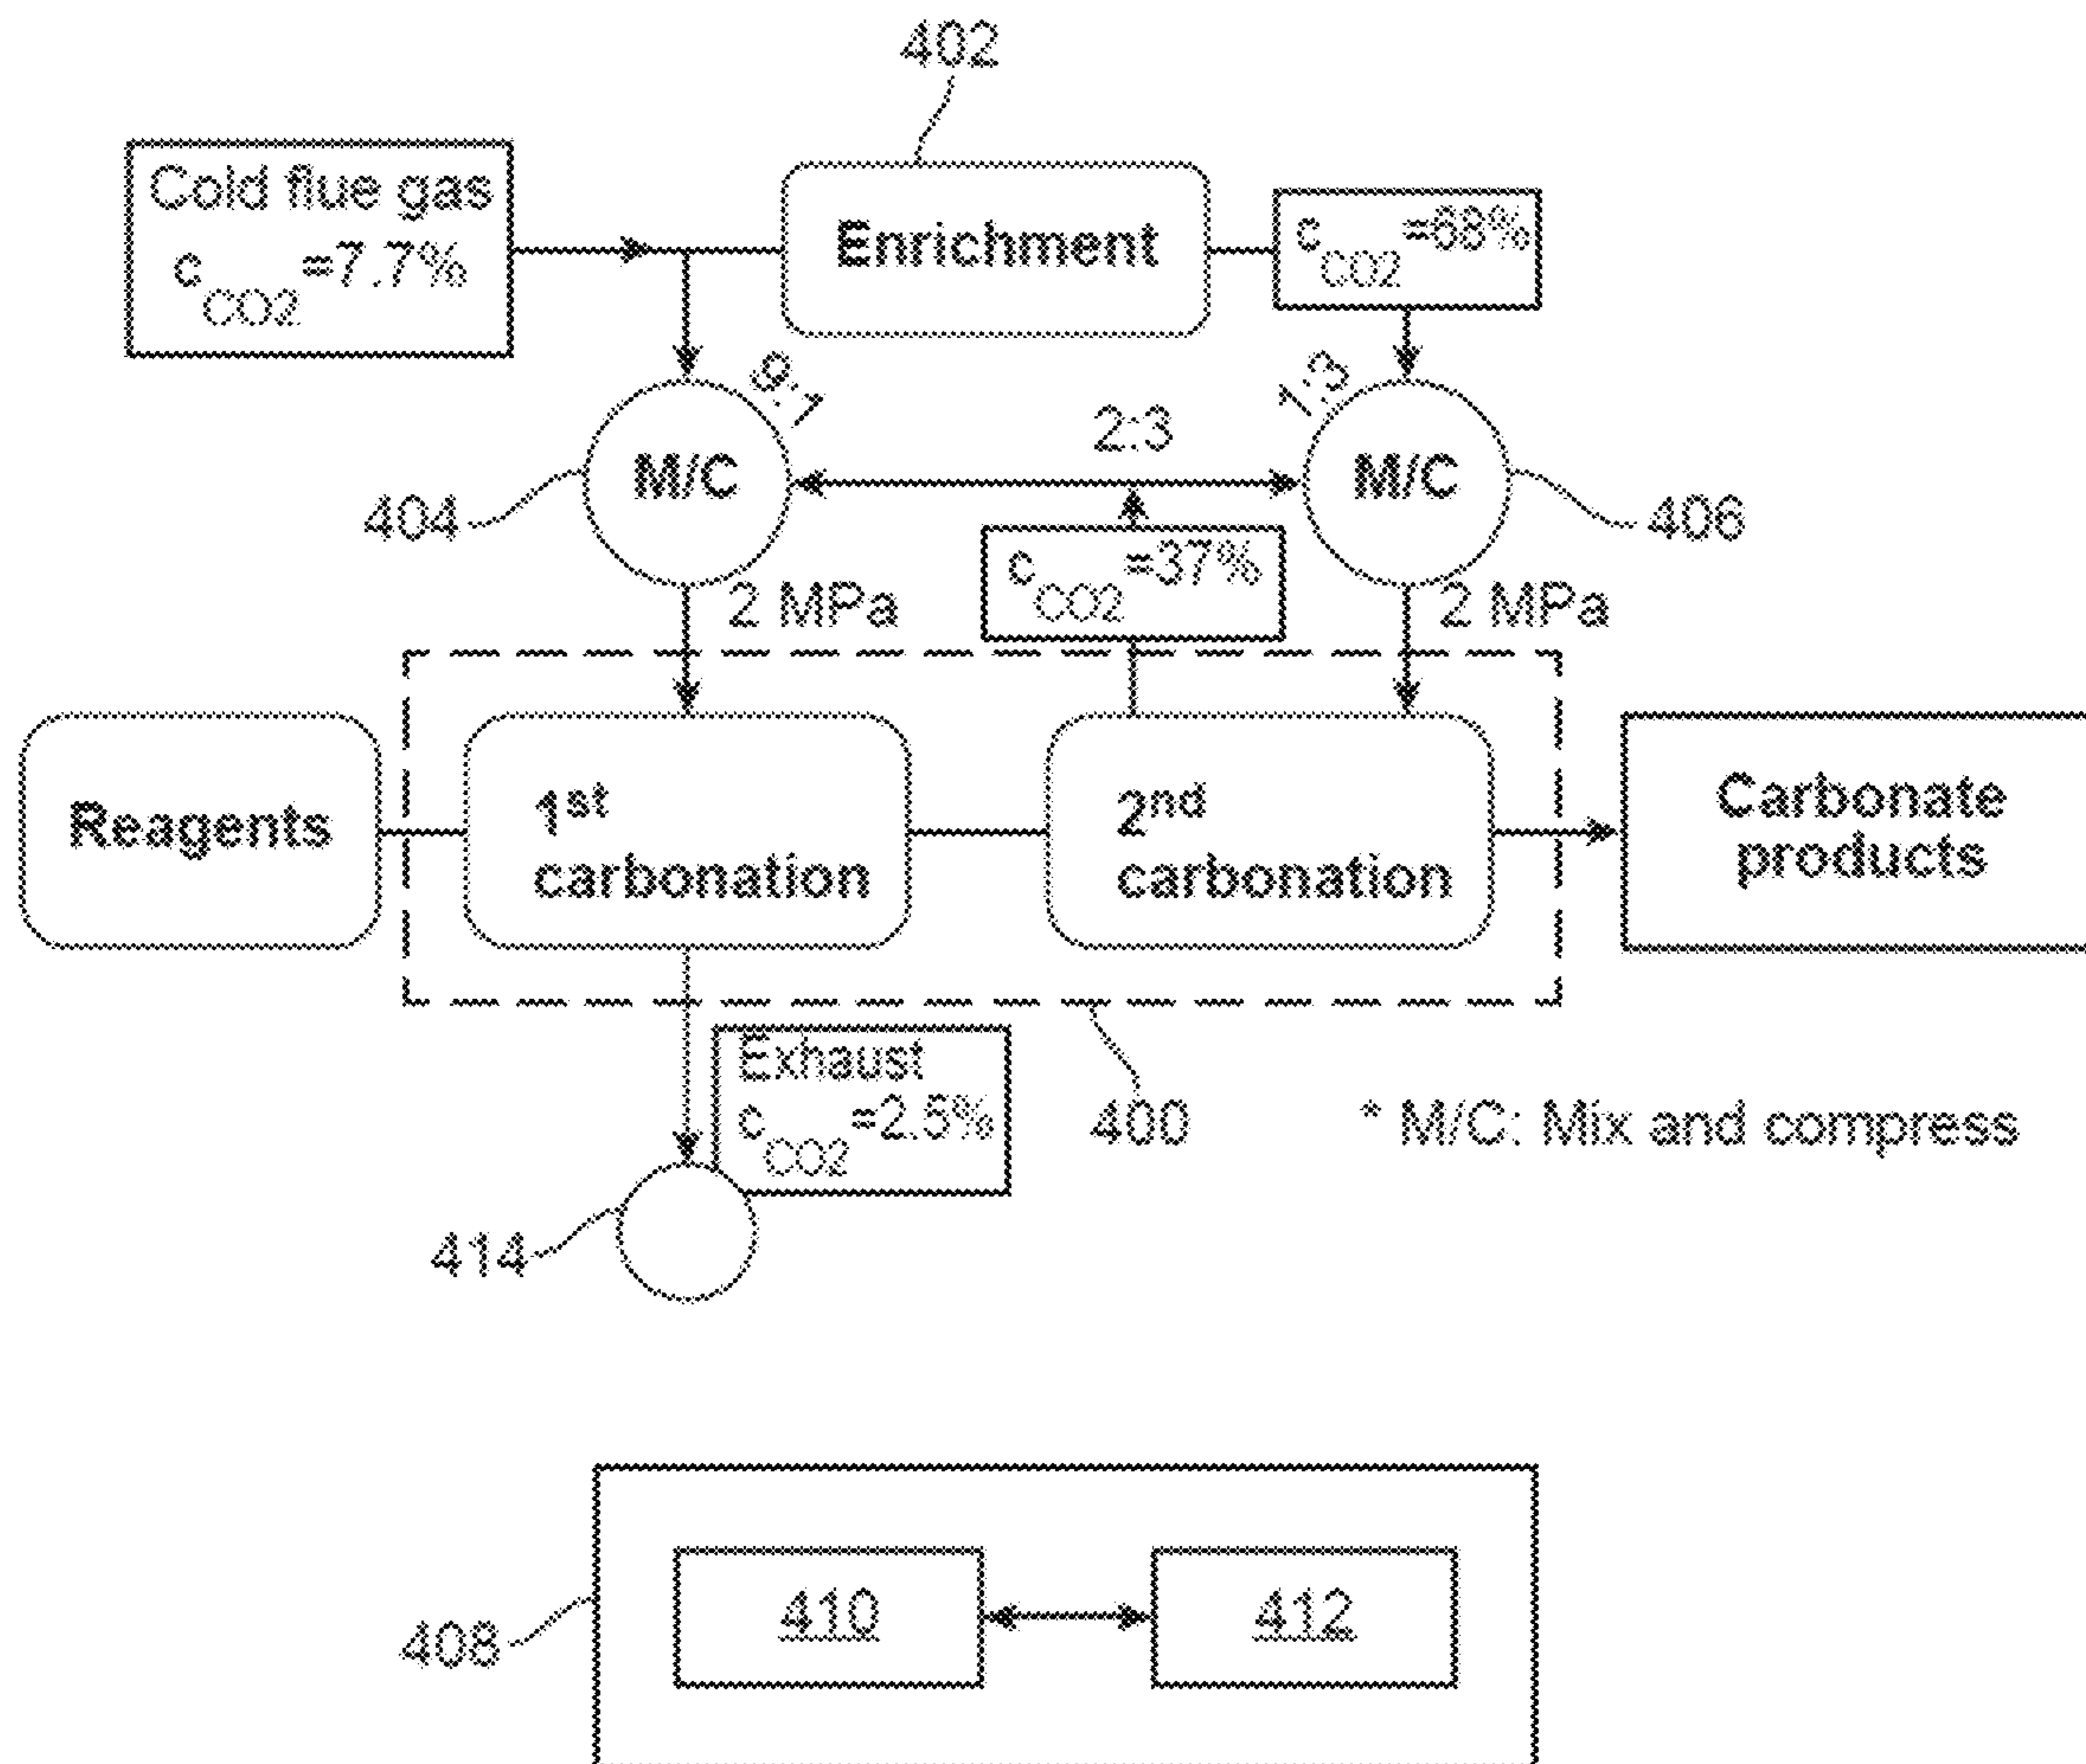 402
Cold flue gas
cCO2=7.7%
Enrichment
cCO2=68%
9:1
1:3
2:3
M/C
M/C
404
406
cCO2=37%
2 MPa
2 MPa
Reagents
1st
carbonation
2nd
carbonation
Carbonate
products
Exhaust
cCO2=2.5%
400
* M/C: Mix and compress
414
410
412
408